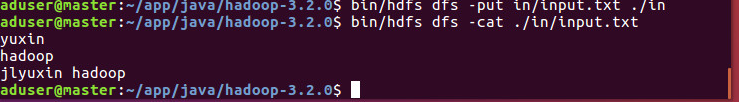 aduser@master:~/app/java/hadoop-3.2.0$ bin/hdfs dfs -put in/input.txt ./in
aduser@master:~/app/java/hadoop-3.2.0$ bin/hdfs dfs -cat ./in/input.txt
yuxin
hadoop
jlyuxin hadoop
aduser@master:~/app/java/hadoop-3.2.0$